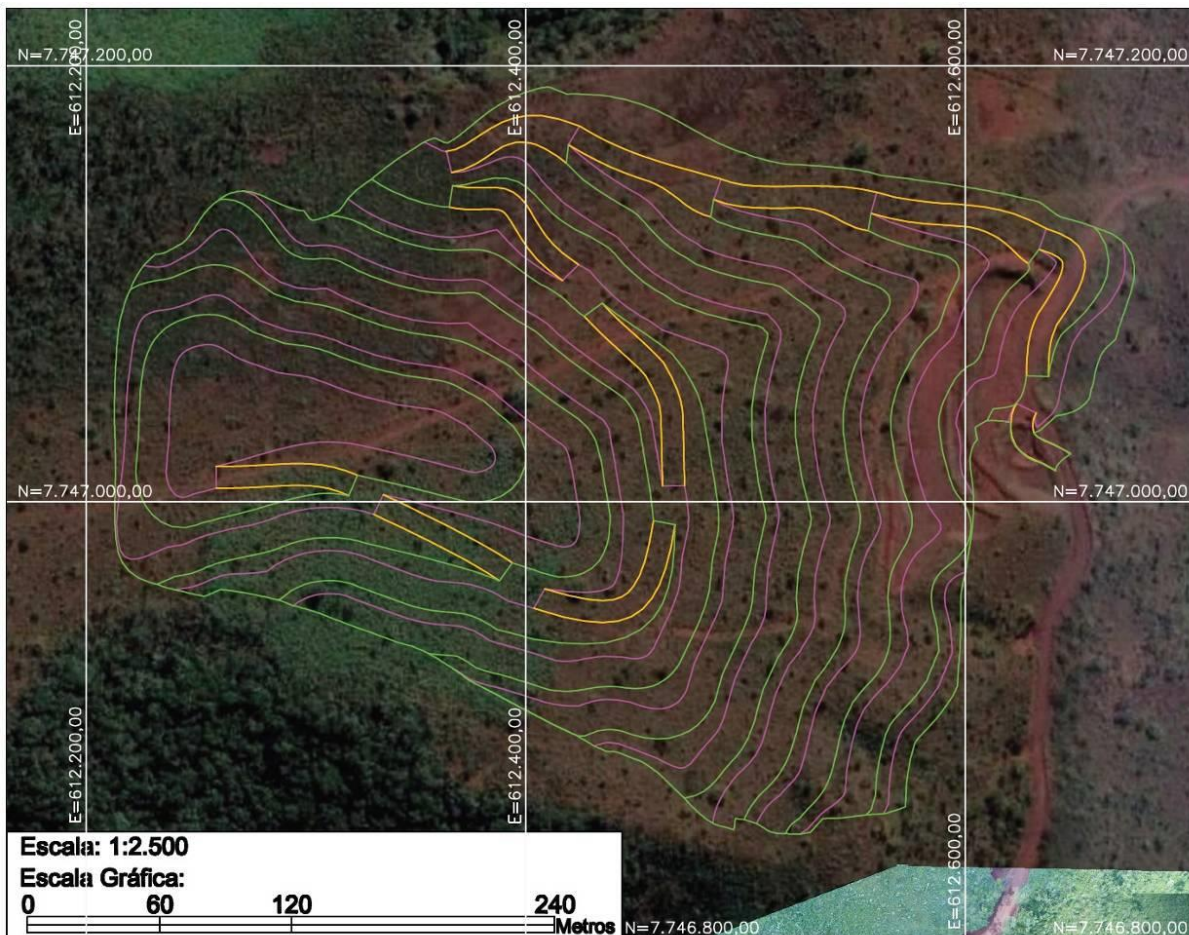 E=612.200,00
E=612.400,00
E=612.600,00
N=7.747.200,00
N=7.747.200,00
N=7.747.000,00
N=7.747.000,00
E=612.200,00
E=612.400,00
E=612.600,00
Escala: 1:2.500
Escala Gráfica:
0 60 120 240
Metros
N=7.746.800,00
N=7.746.800,00